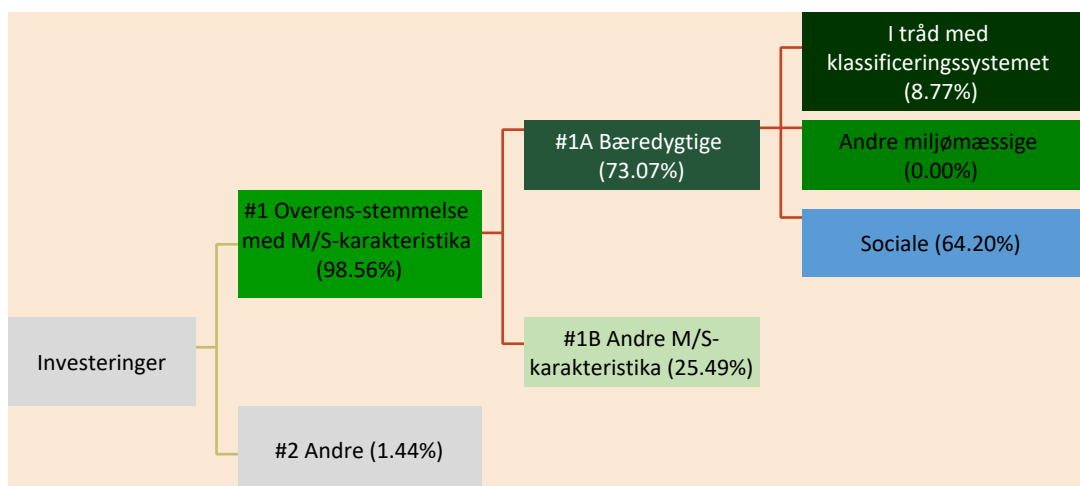 I tråd med
klassificeringssystemet
(8.77%)
#1A Bæredygtige
(73.07%)
Andre miljømæssige
(0.00%)
#1 Overens-stemmelse
med M/S-karakteristika
(98.56%)
Sociale (64.20%)
Investeringer
#1B Andre M/S-
karakteristika (25.49%)
#2 Andre (1.44%)